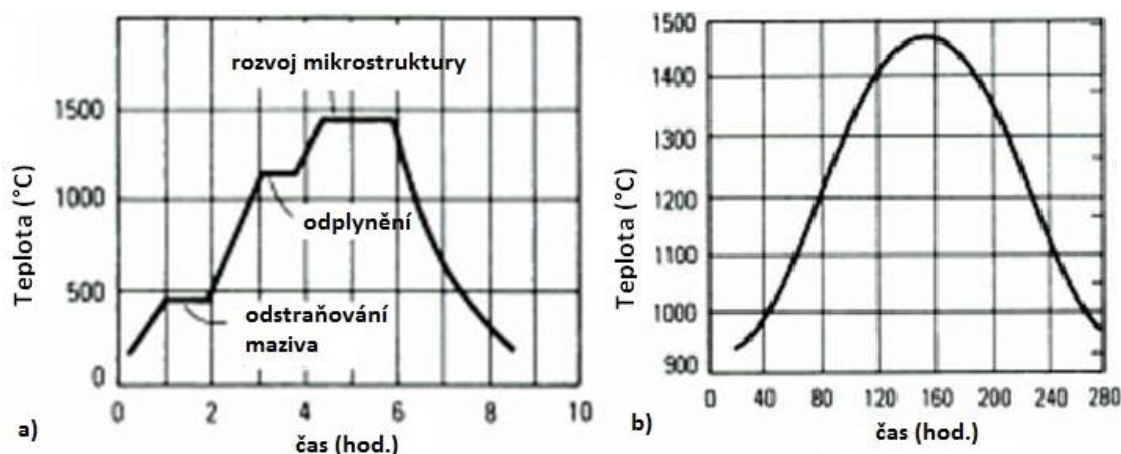 rozvoj mikrostruktury
1500
1000
500
0
Teplota (°C)
odplynění
odstraňování
maziva
0 2 4 6 8 10
čas (hod.)
a)
1500
1400
1300
1200
1100
1000
900
Teplota (°C)
0 40 80 120 160 200 240 280
čas (hod.)
b)